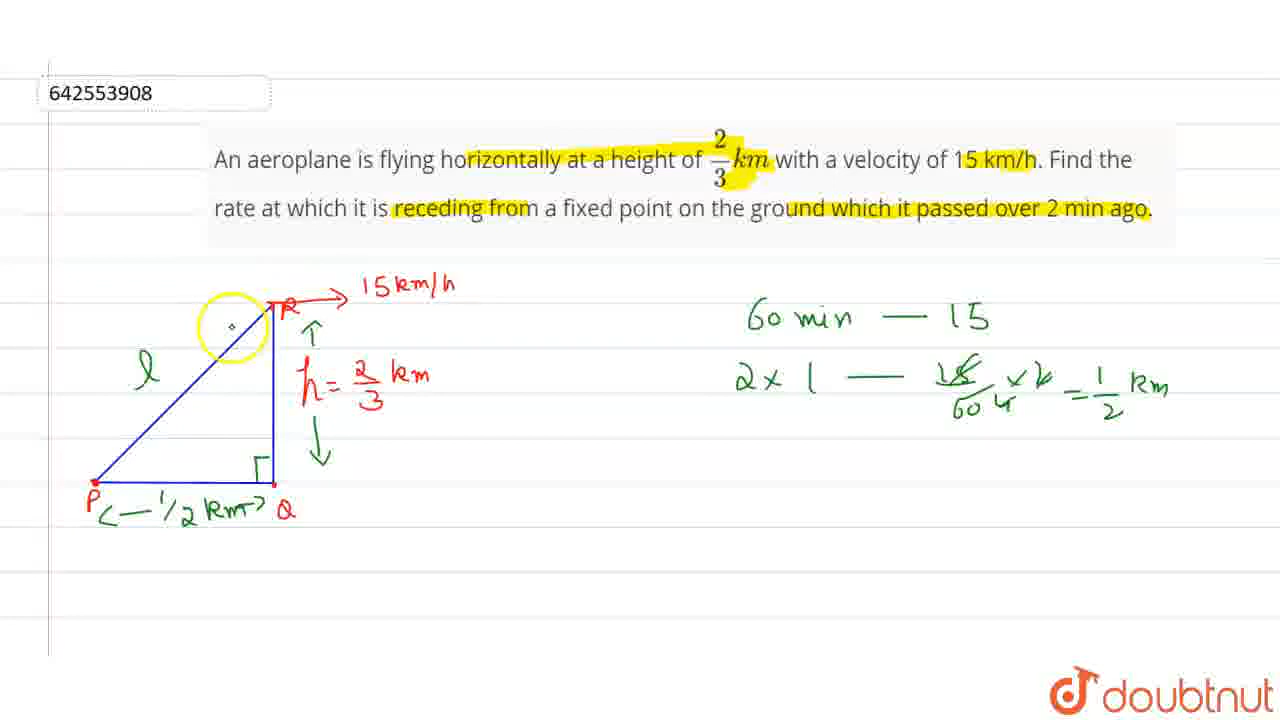 642553908
An aeroplane is flying horizontally at a height of 2/3 km with a velocity of 15 km/h. Find the
rate at which it is receding from a fixed point on the ground which it passed over 2 min ago.
R 15 km/h
60 min — 15
l
h = 2/3 km
2 × 1 — 15/60 4 × 2 = 1/2 km
P
<— 1/2 km —>
Q
doubtnut